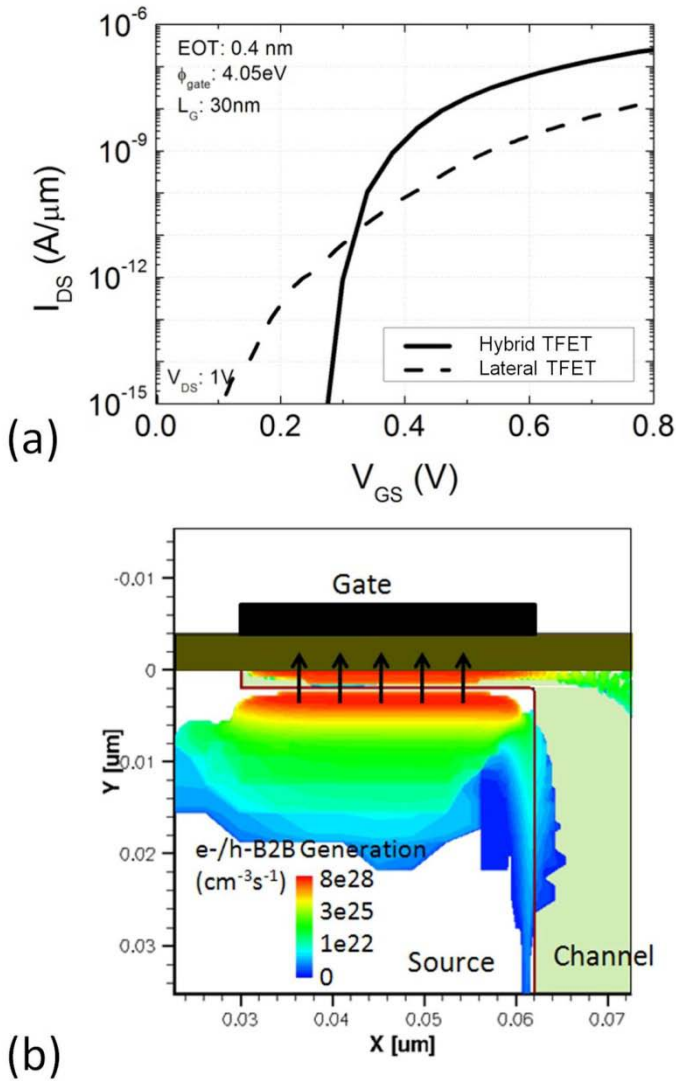 10⁻⁶
EOT: 0.4 nm
ϕgate: 4.05eV
LG: 30nm
10⁻⁹
IDS (A/μm)
10⁻¹²
Hybrid TFET
Lateral TFET
VDS: 1V
10⁻¹⁵
0.0 0.2 0.4 0.6 0.8
(a)
VGS (V)
-0.01
Gate
0
Y [um]
0.01
e-/h-B2B Generation
(cm⁻³s⁻¹)
0.02
8e28
3e25
1e22
0
0.03
Source
Channel
0.03 0.04 0.05 0.06 0.07
X [um]
(b)